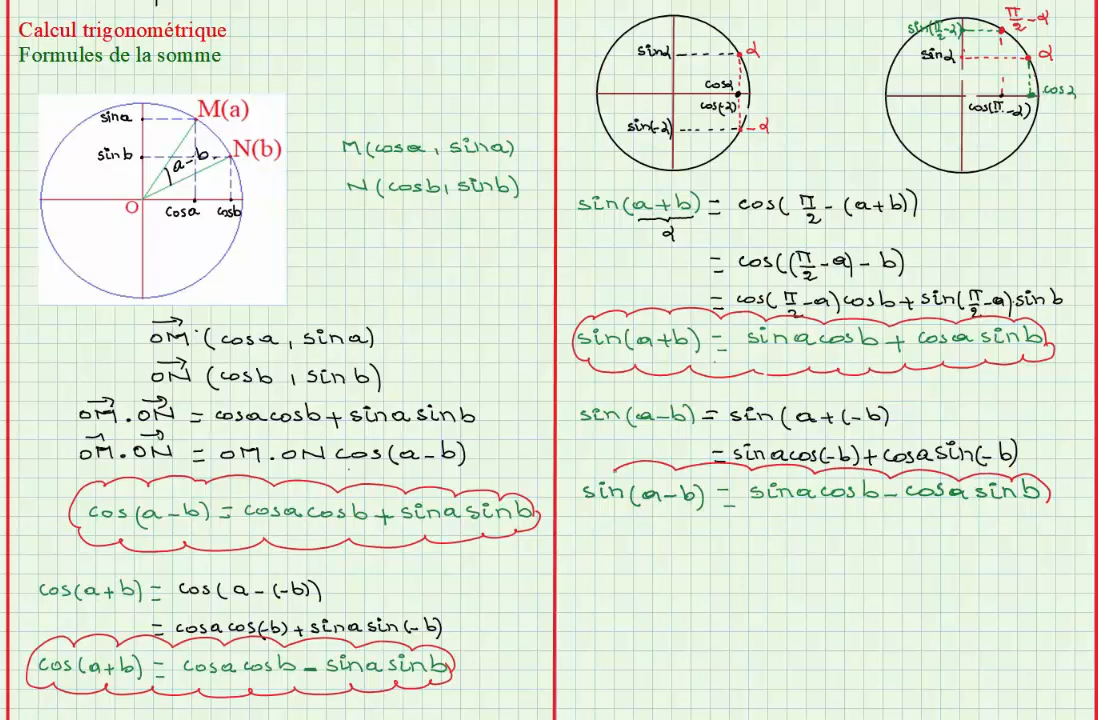 Calcul trigonométrique
Formules de la somme
sina
M(a)
sinb
N(b)
a-b
O
cosa
cosb
M(cosa, sina)
N(cosb, sinb)
OM (cosa, sina)
ON (cosb, sinb)
OM.ON = cosacosb+sinasinb
OM.ON = OM.ON cos(a-b)
cos(a-b) = cosacosb+sinasinb
cos(a+b) = cos(a-(-b))
= cosacos(-b)+sinasin(-b)
cos(a+b) = cosacosb-sinasinb
sinα
α
cosα
cos(-α)
sin(-α)
-α
sin(π/2-α)
π/2-α
sinα
α
cosα
cos(π-α)
sin(a+b) = cos(π/2-(a+b))
α
= cos((π/2-a)-b)
= cos(π/2-a)cosb+sin(π/2-a).sinb
sin(a+b) = sinacosb+cosasinb
sin(a-b) = sin(a+(-b)
= sinacos(-b)+cosasin(-b)
sin(a-b) = sinacosb-cosasinb